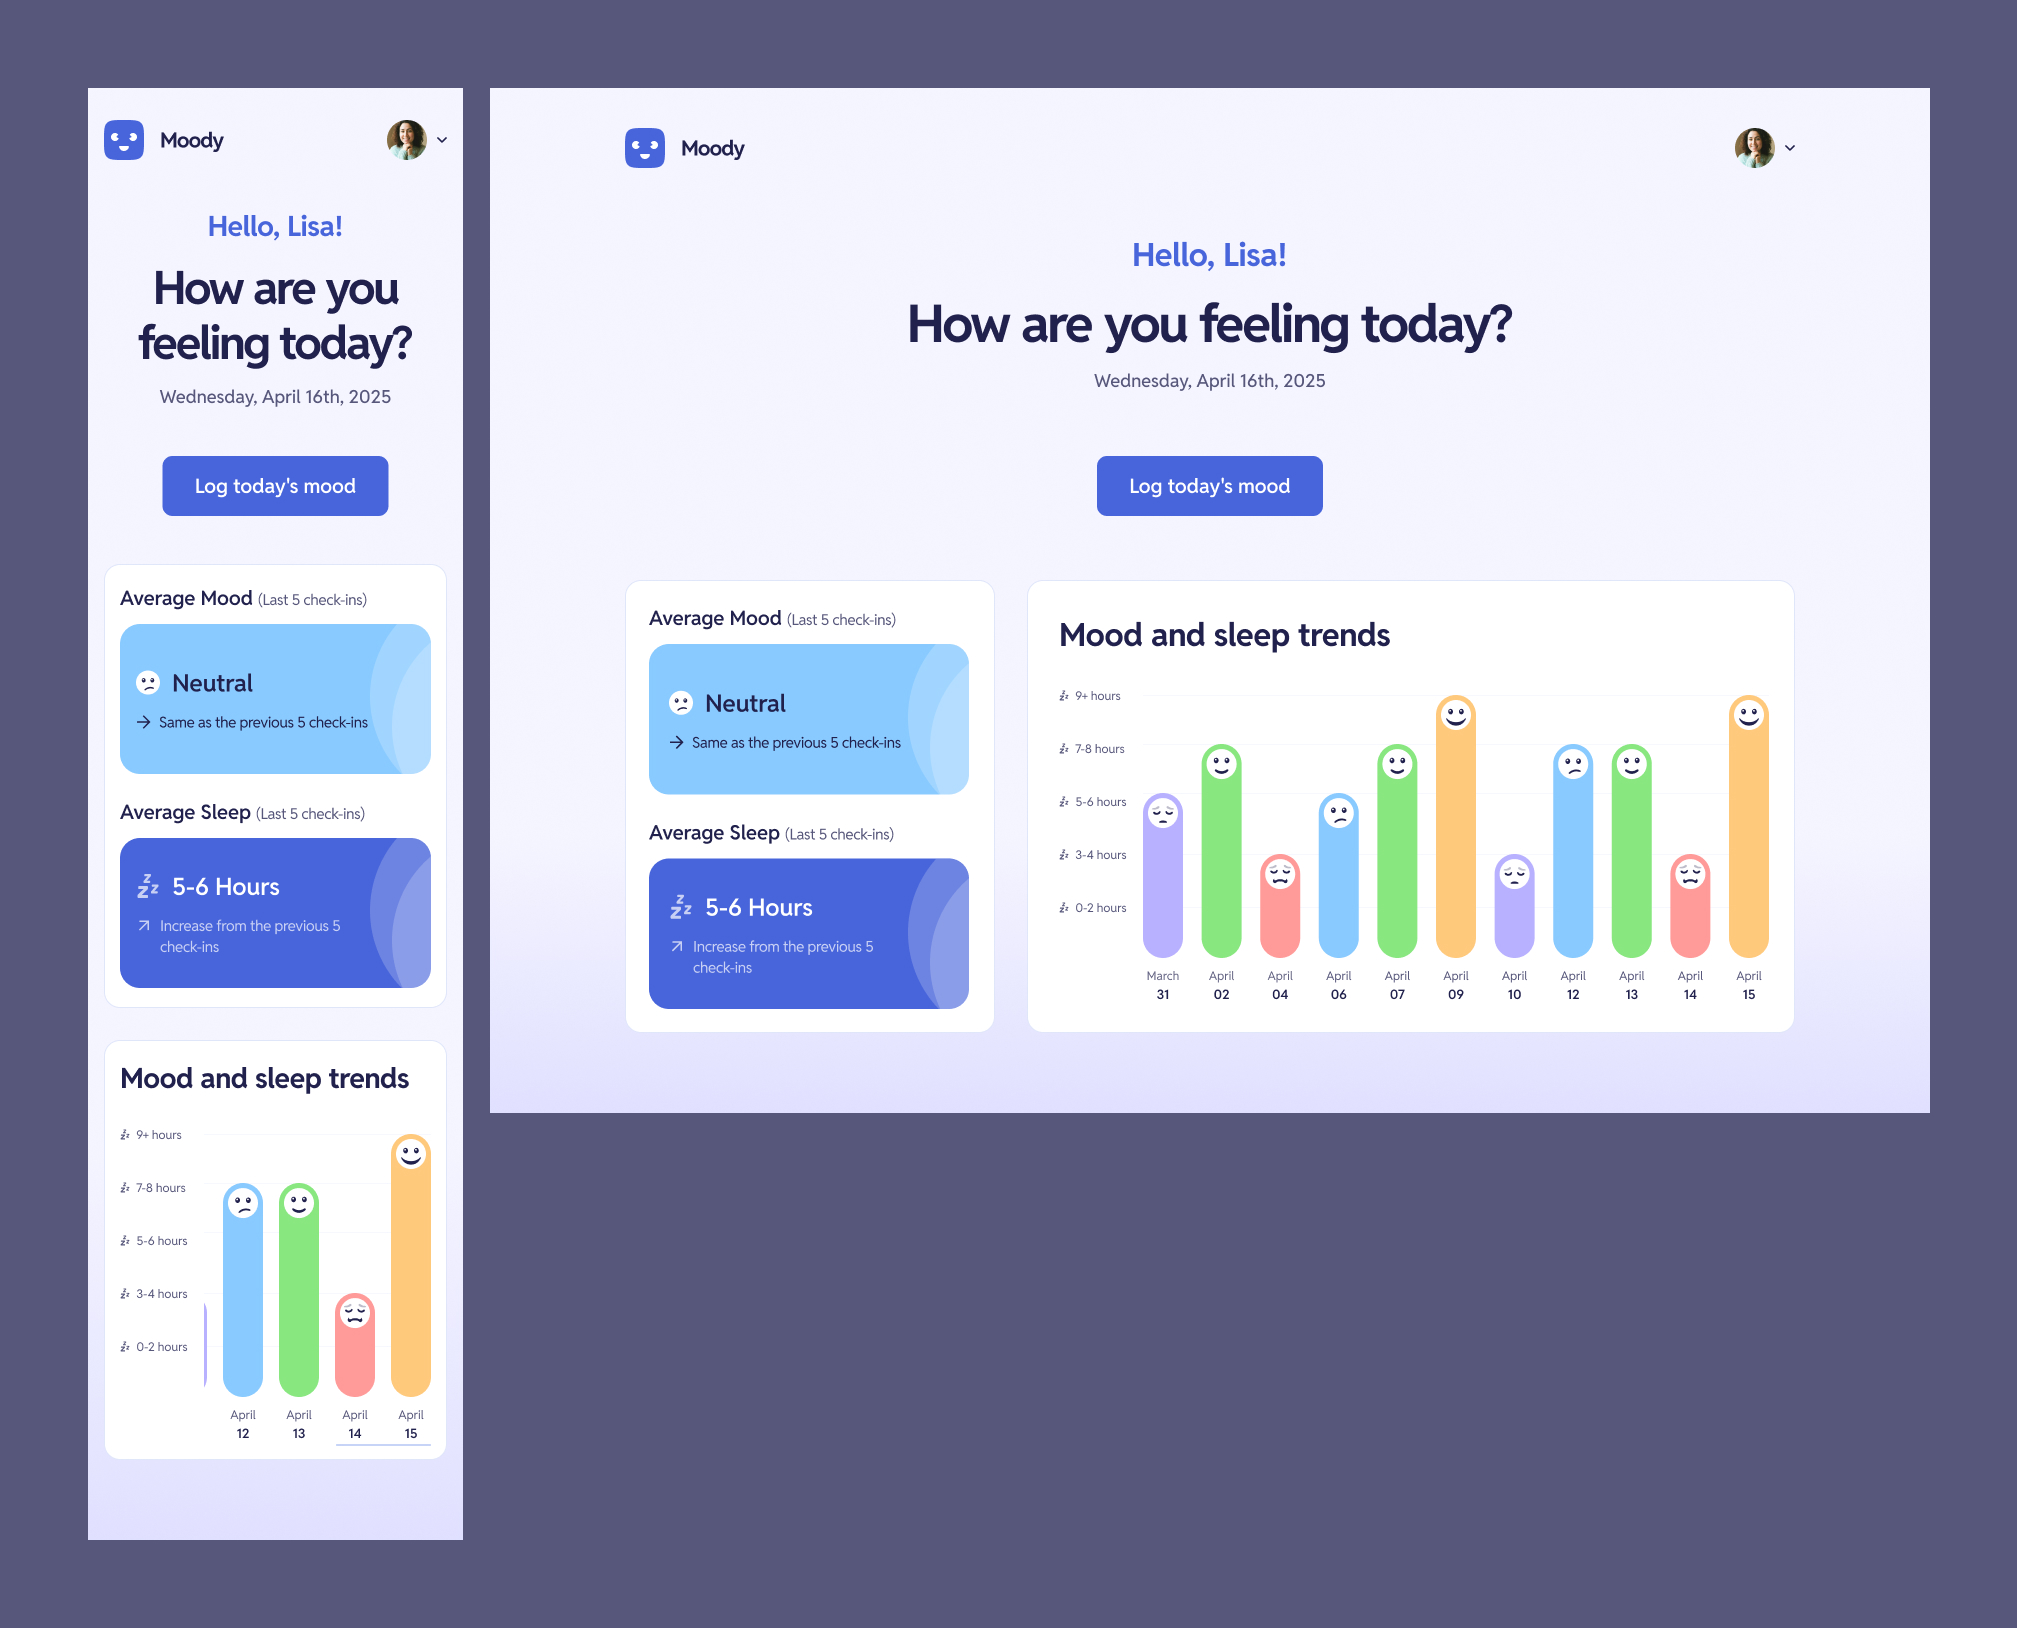 Moody
Hello, Lisa!
How are you
feeling today?
Wednesday, April 16th, 2025
Log today's mood
Average Mood (Last 5 check-ins)
Neutral
Same as the previous 5 check-ins
Average Sleep (Last 5 check-ins)
5-6 Hours
Increase from the previous 5
check-ins
Mood and sleep trends
9+ hours
7-8 hours
5-6 hours
3-4 hours
0-2 hours
April April April April
12 13 14 15
Moody
Hello, Lisa!
How are you feeling today?
Wednesday, April 16th, 2025
Log today's mood
Average Mood (Last 5 check-ins)
Neutral
Same as the previous 5 check-ins
Average Sleep (Last 5 check-ins)
5-6 Hours
Increase from the previous 5
check-ins
Mood and sleep trends
9+ hours
7-8 hours
5-6 hours
3-4 hours
0-2 hours
March April April April April April April April April April April
31 02 04 06 07 09 10 12 13 14 15